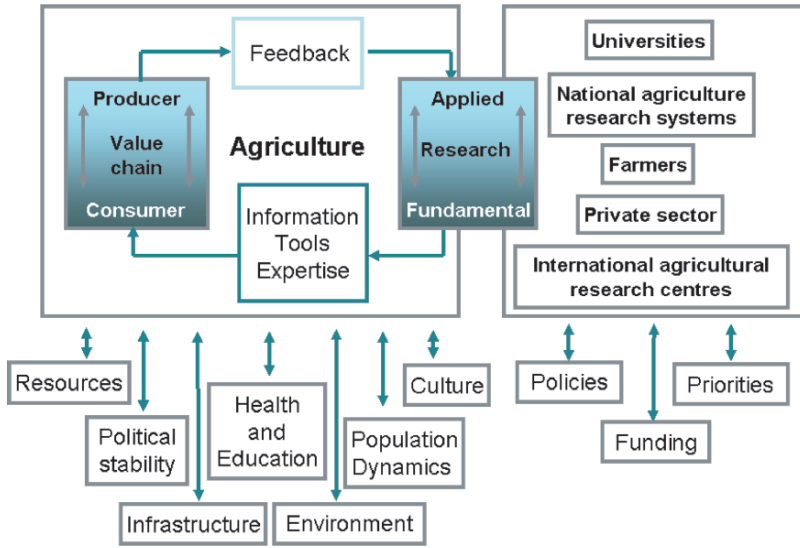 Feedback
Producer
Value
chain
Consumer
Agriculture
Applied
Research
Fundamental
Information
Tools
Expertise
Universities
National agriculture
research systems
Farmers
Private sector
International agricultural
research centres
Resources
Political
stability
Infrastructure
Health
and
Education
Environment
Population
Dynamics
Culture
Policies
Funding
Priorities